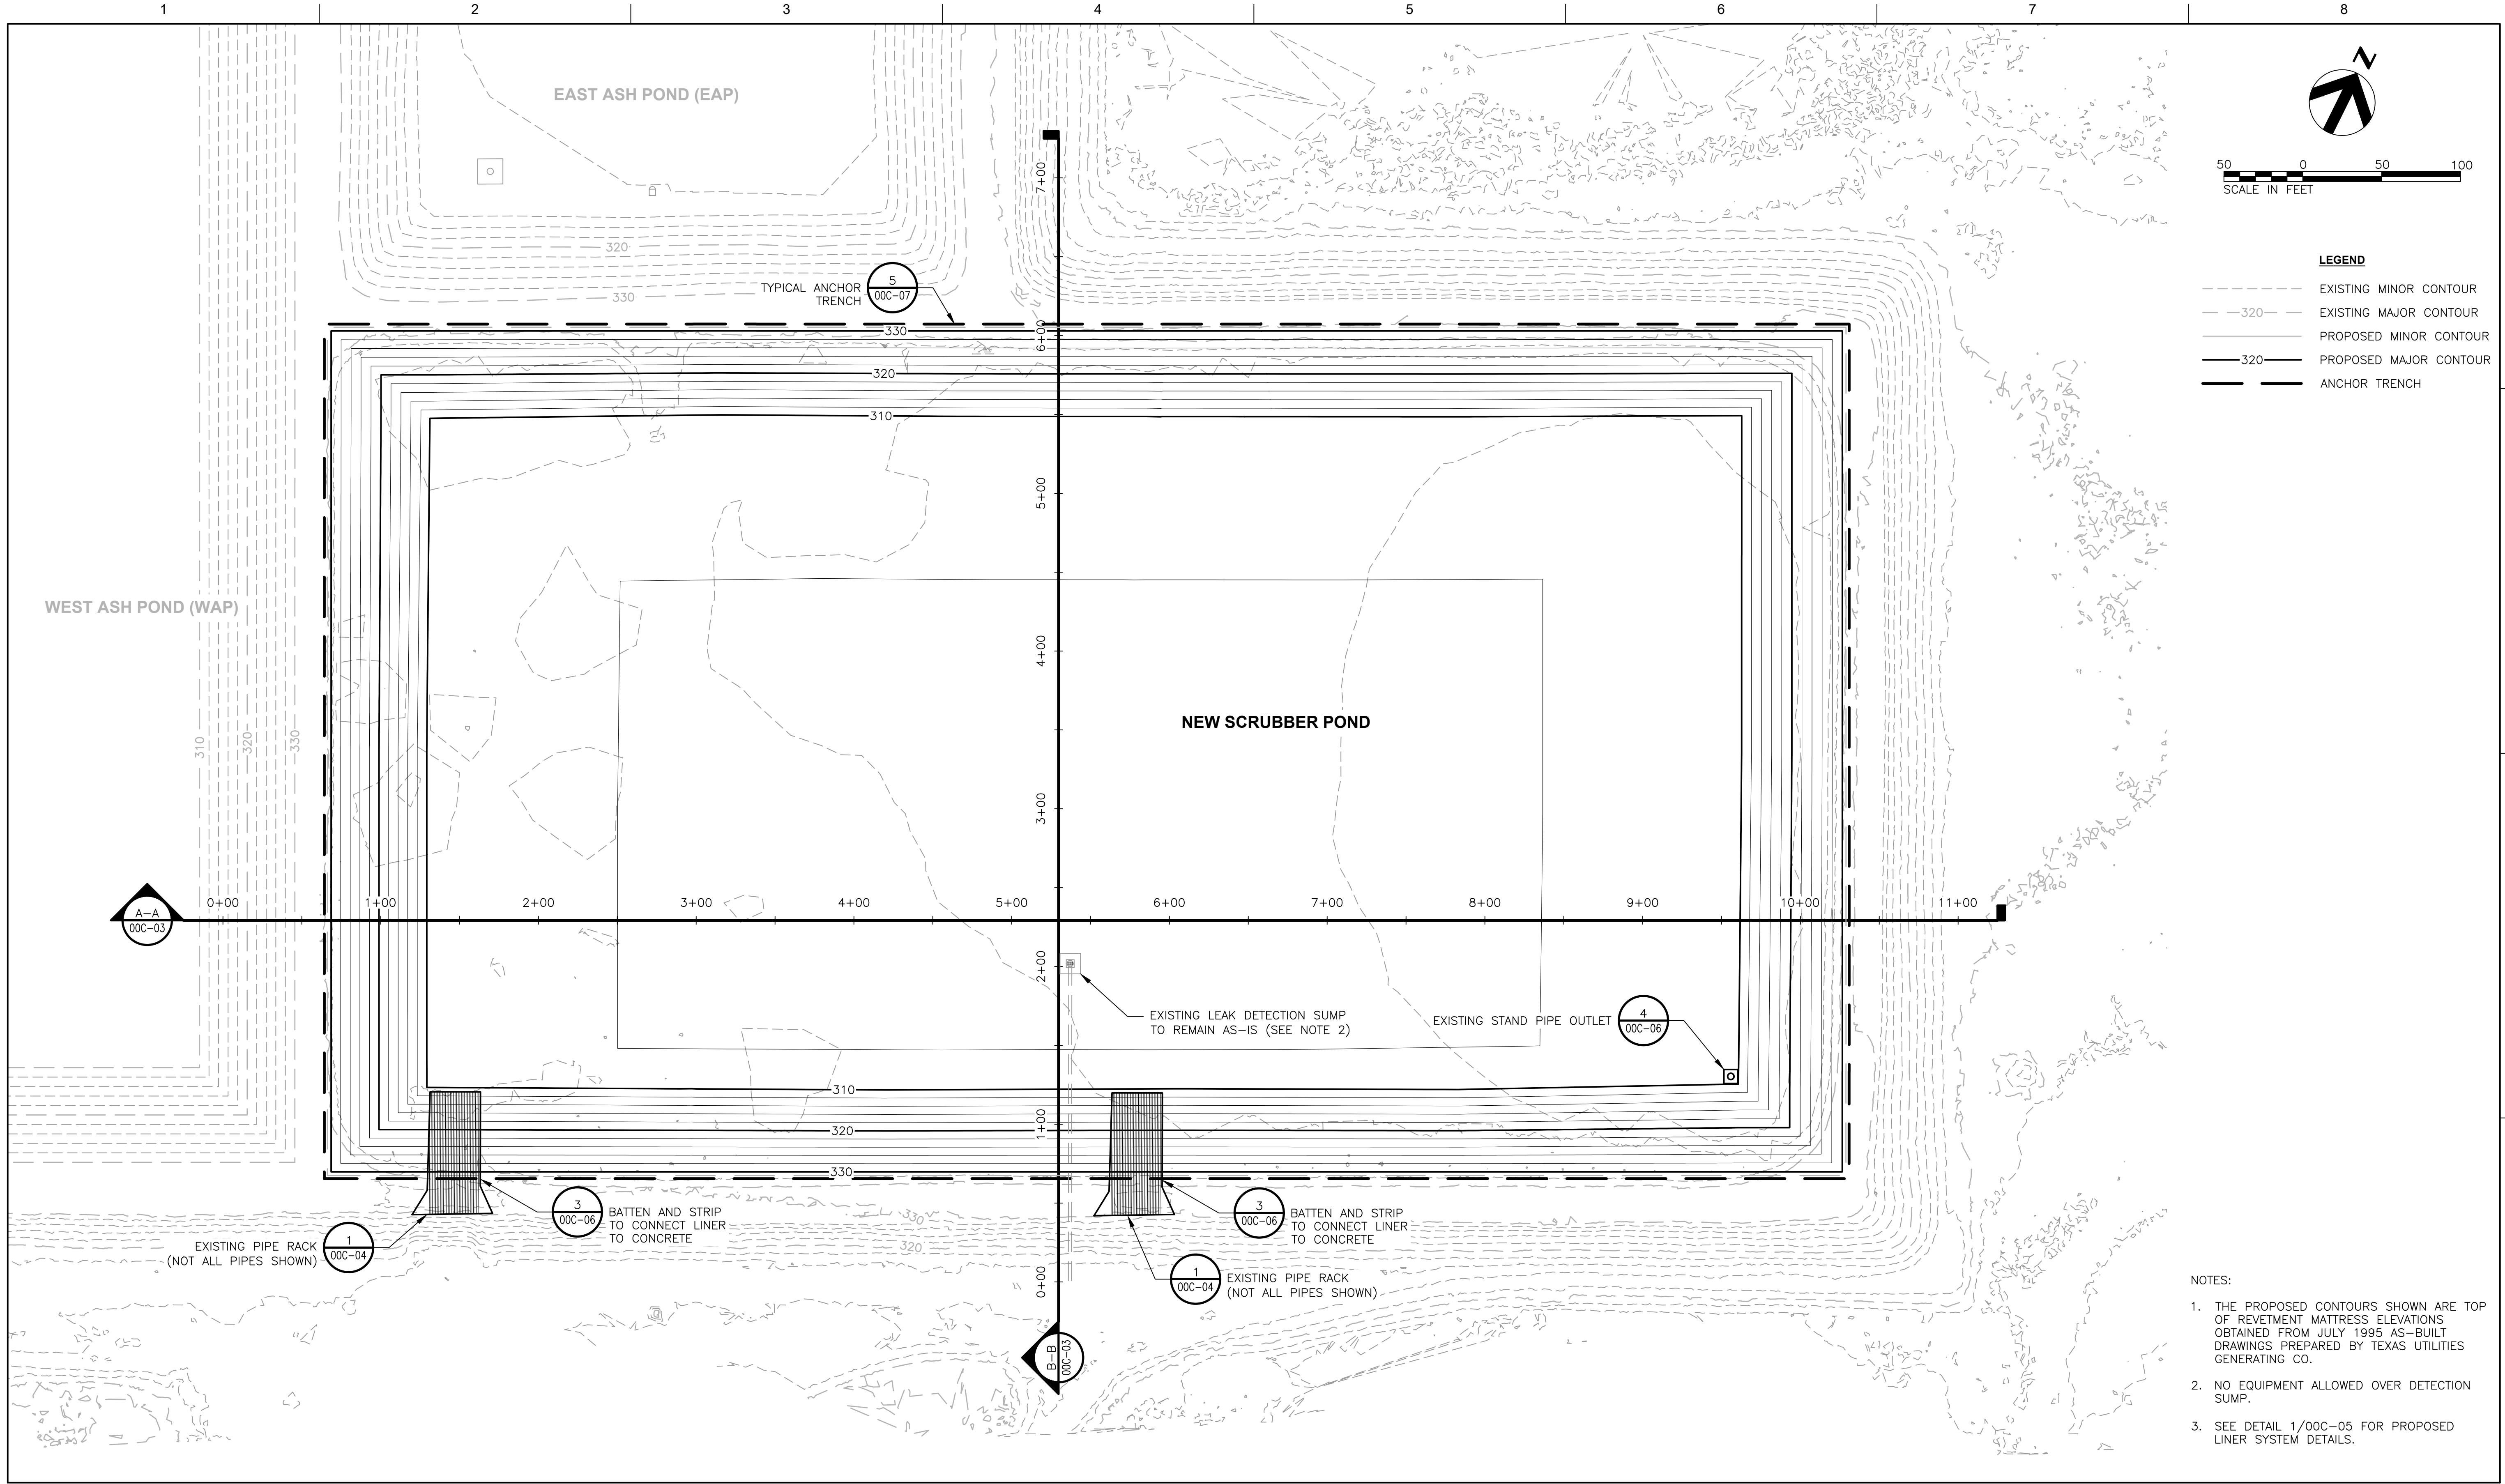 1 2 3 4 5 6 7 8
EAST ASH POND (EAP)
N
50 0 50 100
SCALE IN FEET
7+00
320
LEGEND
EXISTING MINOR CONTOUR
320 EXISTING MAJOR CONTOUR
PROPOSED MINOR CONTOUR
320 PROPOSED MAJOR CONTOUR
ANCHOR TRENCH
TYPICAL ANCHOR
TRENCH
5
00C-07
330
330
6+00
320
310
5+00
WEST ASH POND (WAP)
4+00
NEW SCRUBBER POND
310
320
330
3+00
A-A
00C-03
0+00 1+00 2+00 3+00 4+00 5+00 6+00 7+00 8+00 9+00 10+00 11+00
2+00
EXISTING LEAK DETECTION SUMP
TO REMAIN AS-IS (SEE NOTE 2)
EXISTING STAND PIPE OUTLET
4
00C-06
310
320
1+00
330
3
00C-06
BATTEN AND STRIP
TO CONNECT LINER
TO CONCRETE
3
00C-06
BATTEN AND STRIP
TO CONNECT LINER
TO CONCRETE
330
320
EXISTING PIPE RACK
(NOT ALL PIPES SHOWN)
1
00C-04
0+00
1
00C-04
EXISTING PIPE RACK
(NOT ALL PIPES SHOWN)
B-B
00C-03
NOTES:
1. THE PROPOSED CONTOURS SHOWN ARE TOP
OF REVETMENT MATTRESS ELEVATIONS
OBTAINED FROM JULY 1995 AS-BUILT
DRAWINGS PREPARED BY TEXAS UTILITIES
GENERATING CO.
2. NO EQUIPMENT ALLOWED OVER DETECTION
SUMP.
3. SEE DETAIL 1/00C-05 FOR PROPOSED
LINER SYSTEM DETAILS.